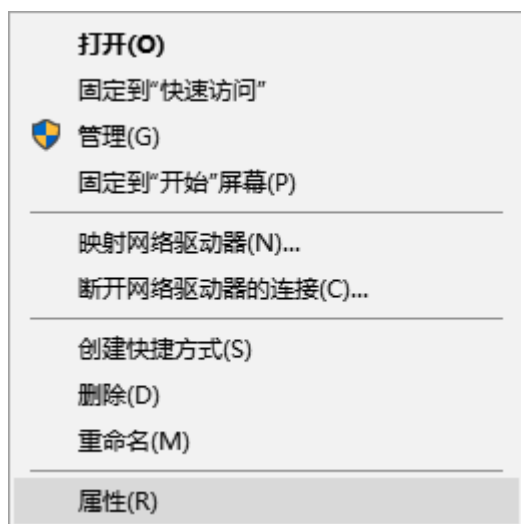 打开(O)
固定到"快速访问"
管理(G)
固定到"开始"屏幕(P)
映射网络驱动器(N)...
断开网络驱动器的连接(C)...
创建快捷方式(S)
删除(D)
重命名(M)
属性(R)